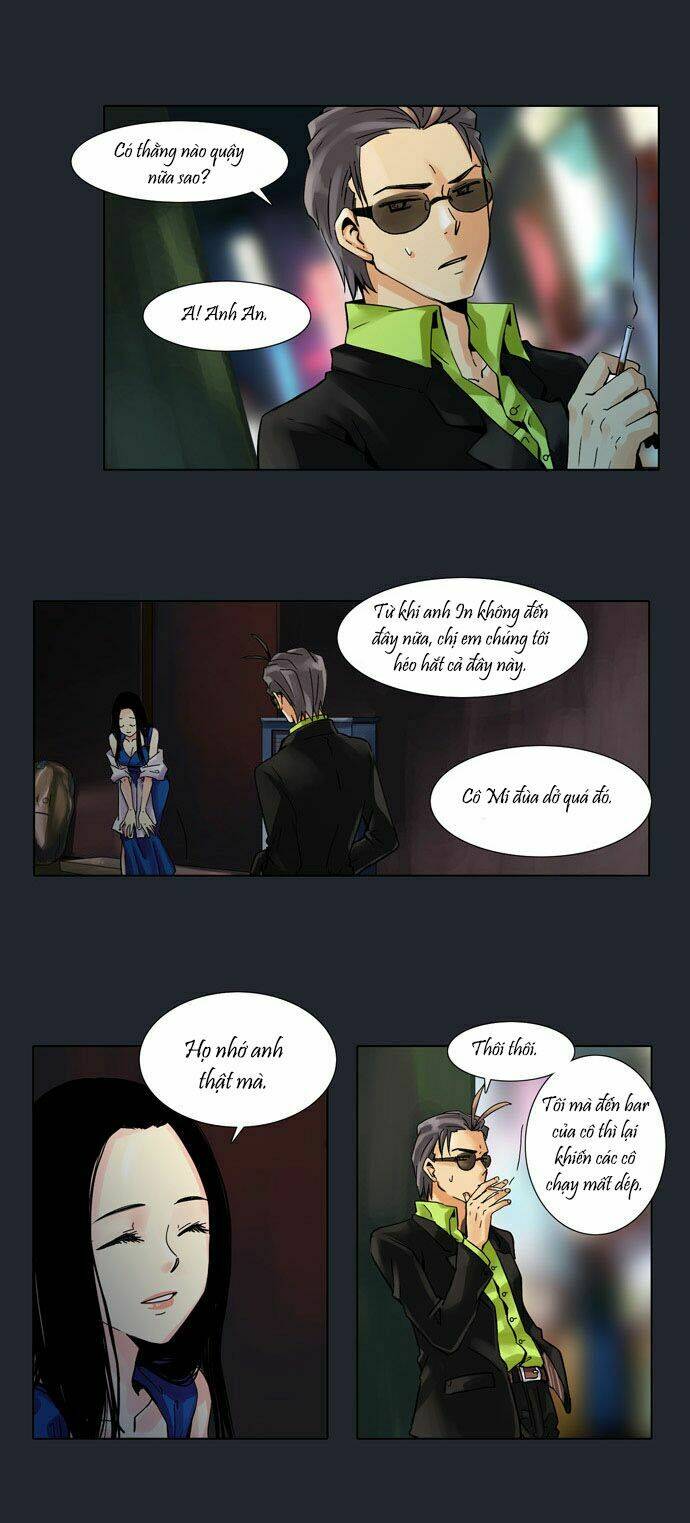 Có thằng nào quậy
nữa sao?
A! Anh An.
Từ khi anh In không đến
đây nữa, chị em chúng tôi
héo hắt cả đây này.
Cô Mi đùa dở quá đó.
Họ nhớ anh
thật mà.
Thôi thôi.
Tôi mà đến bar
của cô thì lại
khiến các cô
chạy mất dép.